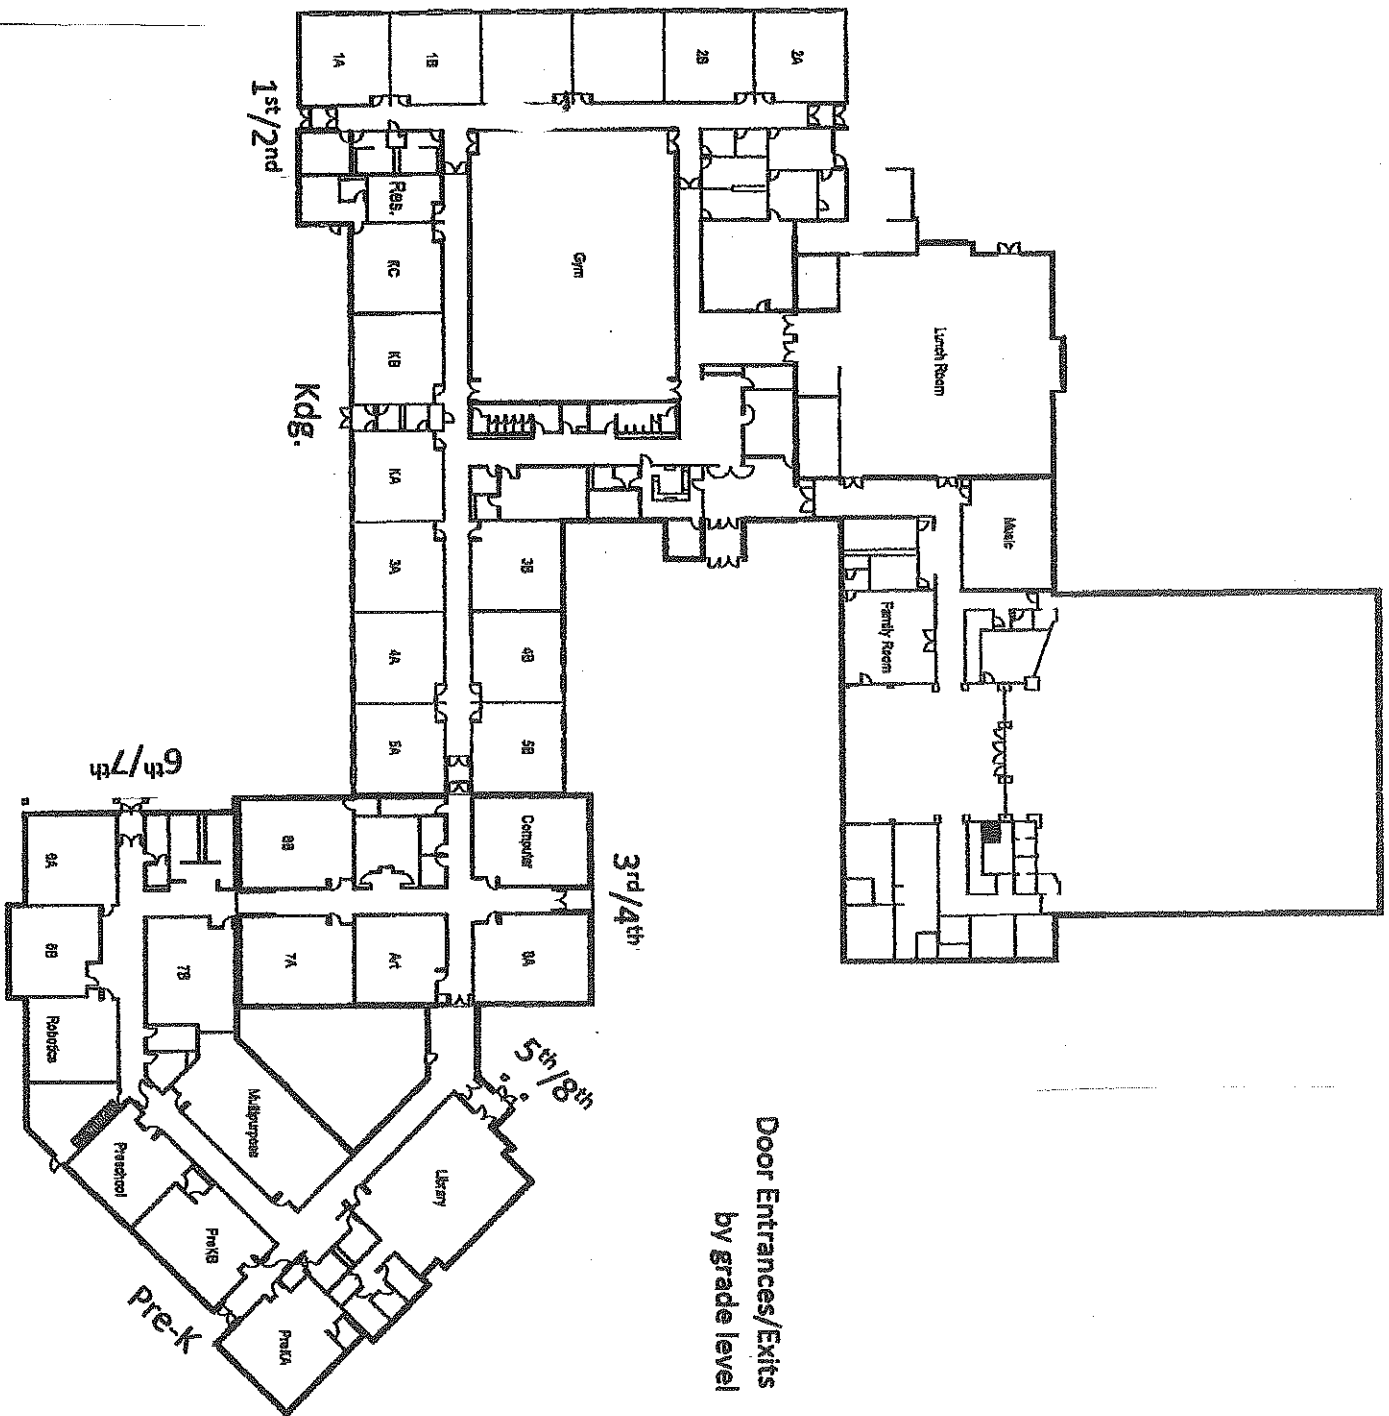 Door Entrances/Exits
by grade level
1A
1B
2B
2A
1st/2nd
Res.
KC
Gym
Lunch Room
KB
Kdg.
KA
Music
3A
3B
Family Room
4A
4B
5A
5B
6th/7th
6A
8B
Computer
3rd/4th
6B
7B
7A
Art
8A
Robotics
Multipurpose
5th/8th
Preschool
Library
PreKB
PreKA
Pre-K